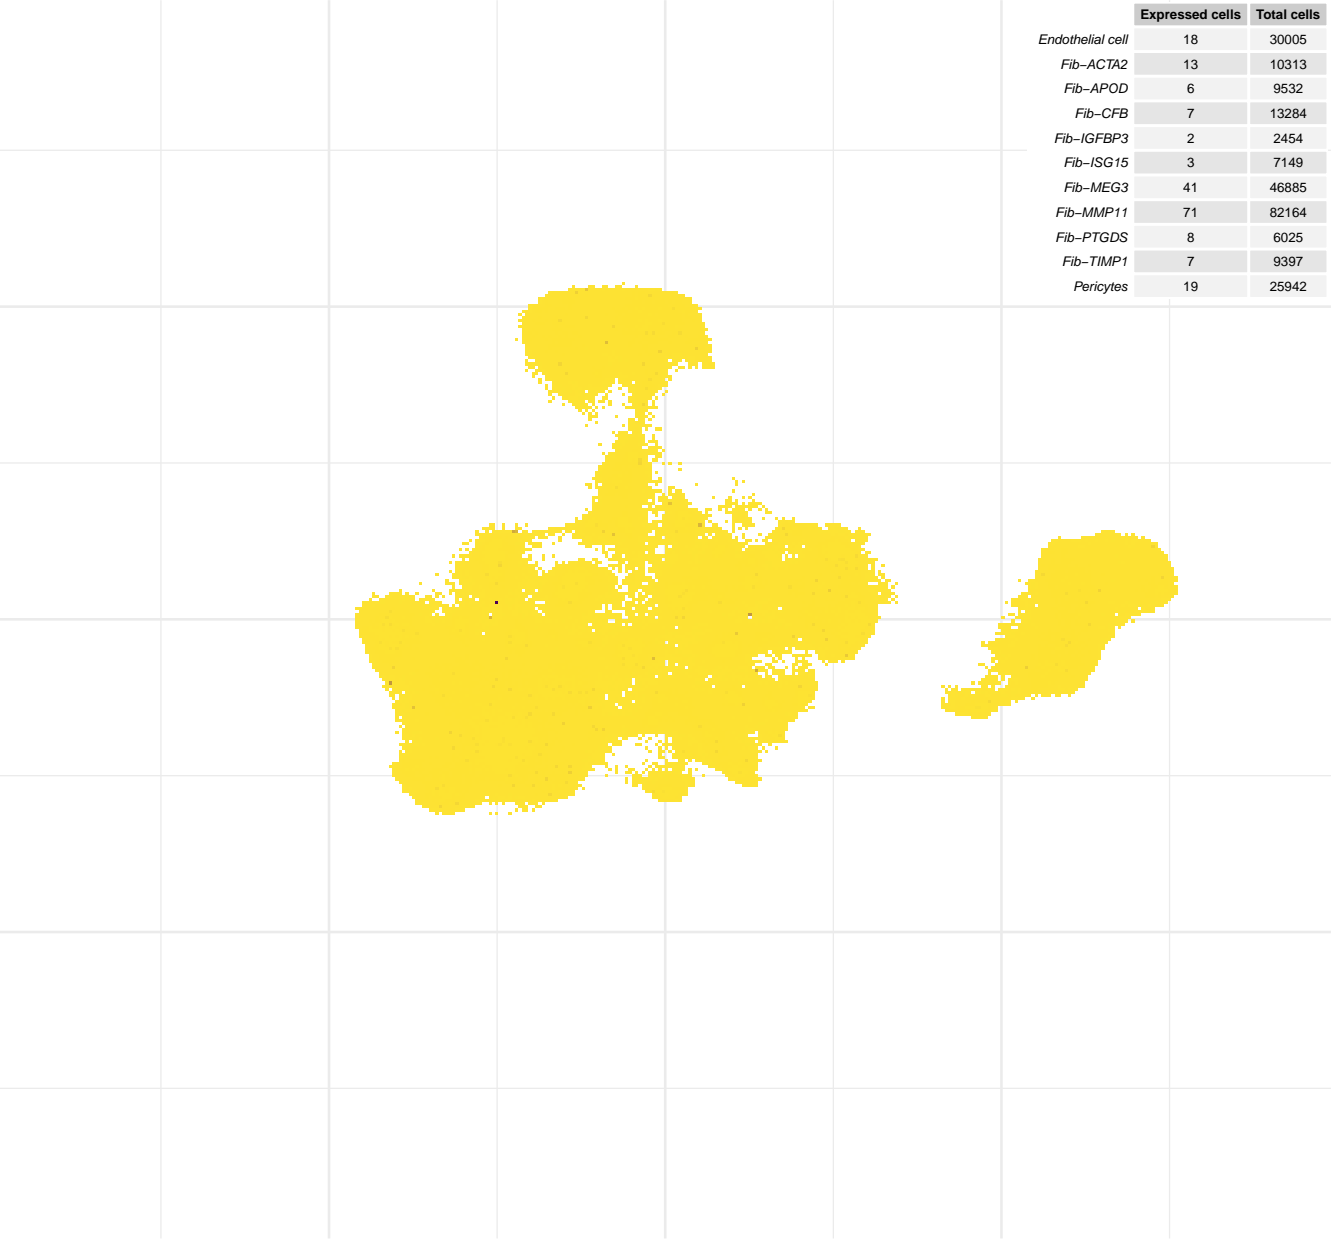 Expressed cells Total cells
Endothelial cell 18 30005
Fib−ACTA2 13 10313
Fib−APOD 6 9532
Fib−CFB 7 13284
Fib−IGFBP3 2 2454
Fib−ISG15 3 7149
Fib−MEG3 41 46885
Fib−MMP11 71 82164
Fib−PTGDS 8 6025
Fib−TIMP1 7 9397
Pericytes 19 25942